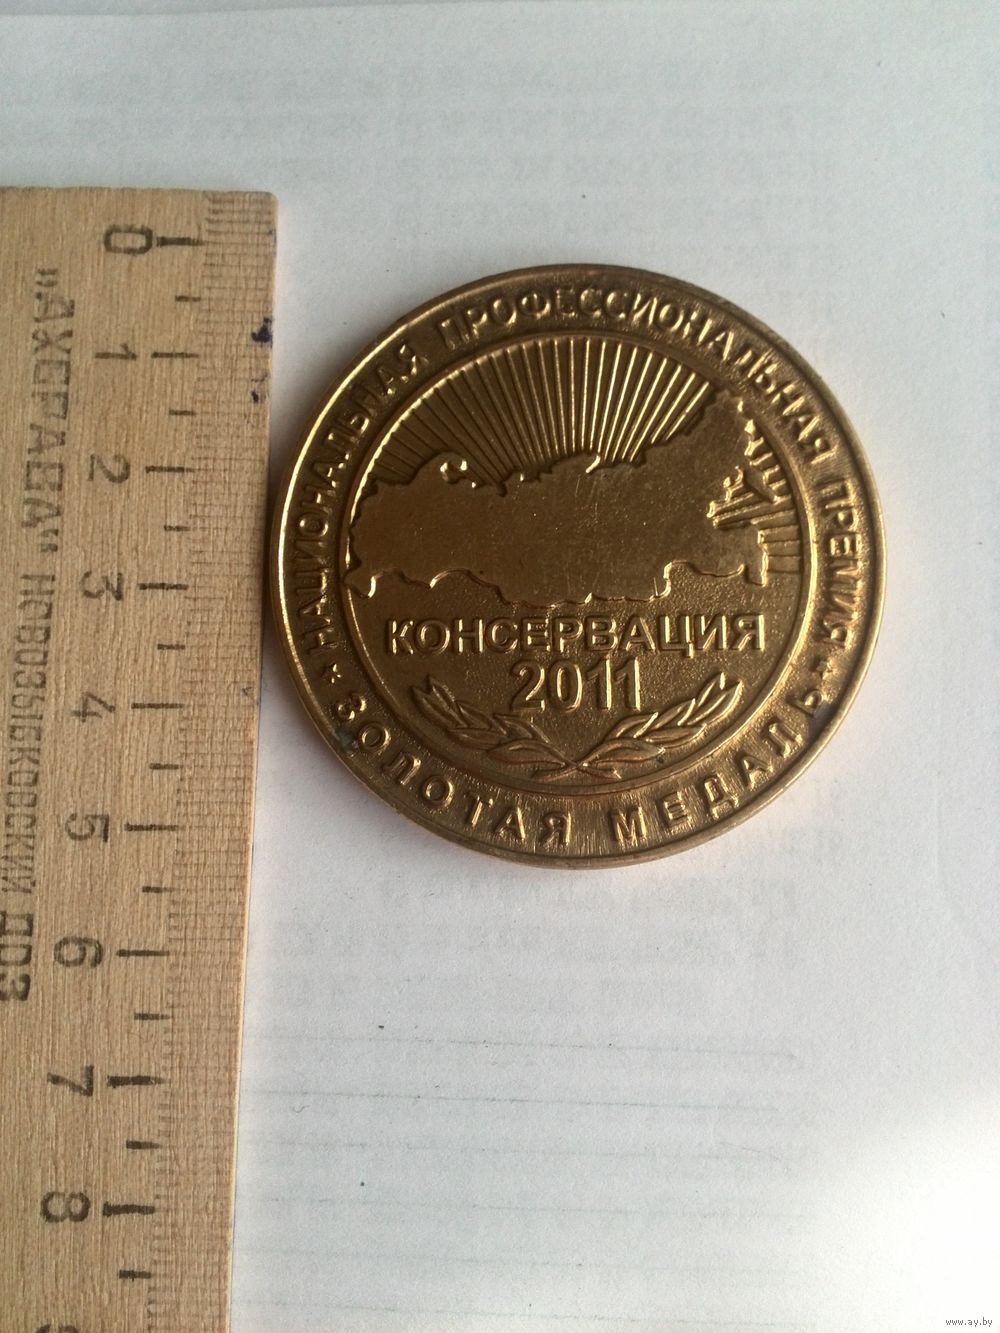 НАЦИОНАЛЬНАЯ ПРОФЕССИОНАЛЬНАЯ ПРЕМИЯ
КОНСЕРВАЦИЯ
2011
* ЗОЛОТАЯ МЕДАЛЬ *
0
1
2
3
4
5
6
7
8
НОВОЗЫБКОВСКИЙ ДОЗ
www.ay.by